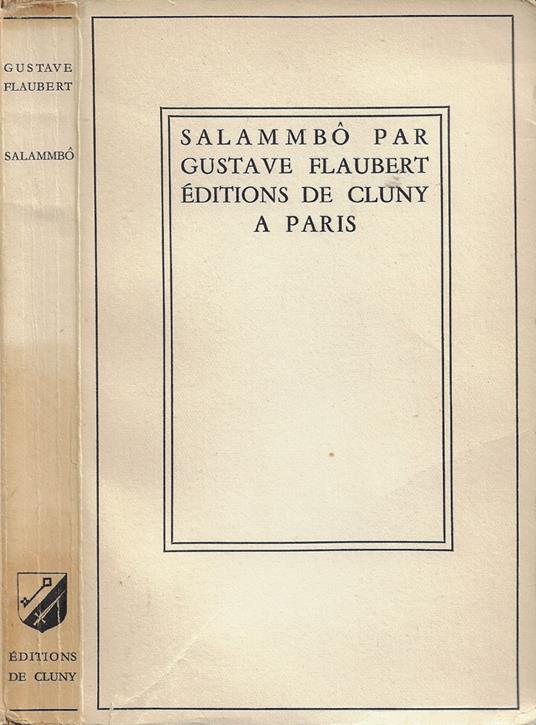 GUSTAVE
FLAUBERT
SALAMMBÔ
ÉDITIONS
DE CLUNY
SALAMMBÔ PAR
GUSTAVE FLAUBERT
ÉDITIONS DE CLUNY
A PARIS